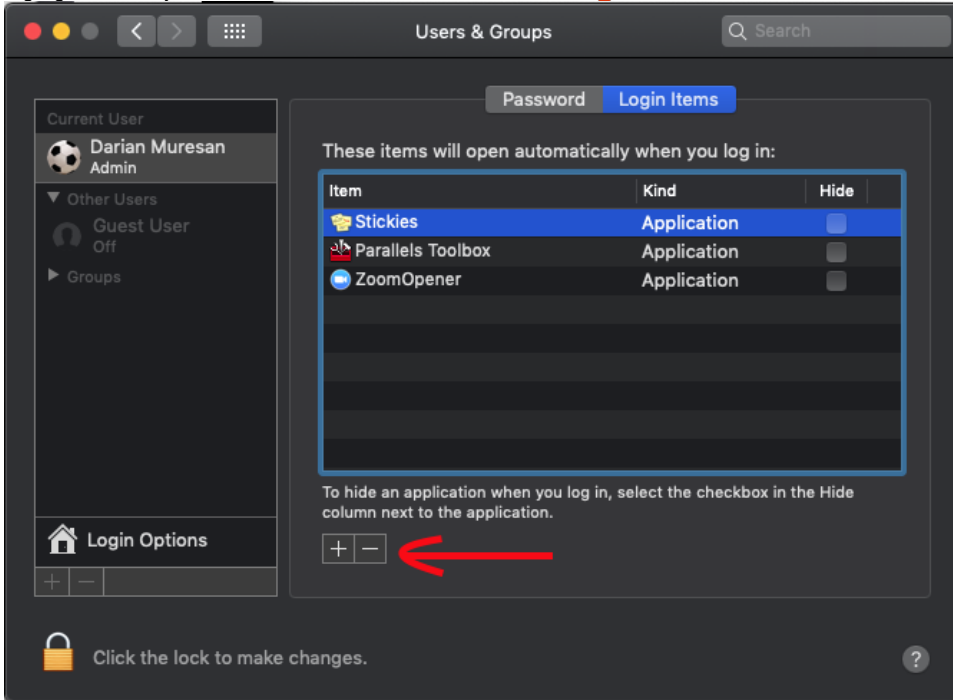 Users & Groups
Search
Password Login Items
Current User
Darian Muresan
Admin
Other Users
Guest User
Off
Groups
Login Options
These items will open automatically when you log in:
Item Kind Hide
Stickies Application
Parallels Toolbox Application
ZoomOpener Application
To hide an application when you log in, select the checkbox in the Hide
column next to the application.
Click the lock to make changes.
?